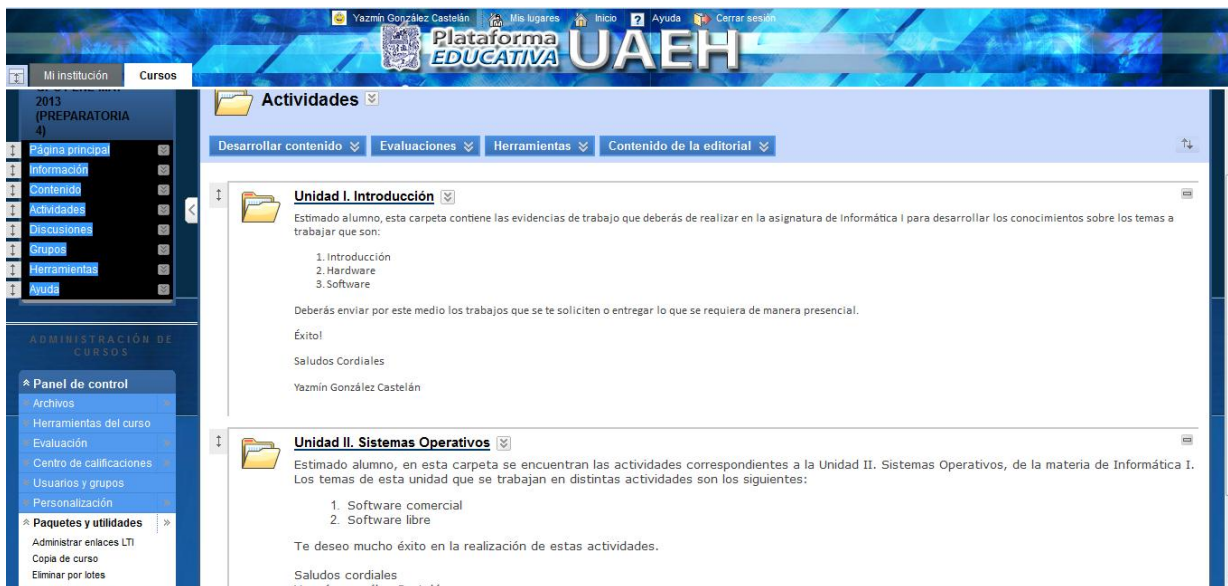 Yazmín González Castelán Mis lugares Inicio Ayuda Cerrar sesión
Plataforma
EDUCATIVA UAEH
Mi institución Cursos
2013
(PREPARATORIA
4)
Página principal
Información
Contenido
Actividades
Discusiones
Grupos
Herramientas
Ayuda
ADMINISTRACIÓN DE
CURSOS
Panel de control
Archivos
Herramientas del curso
Evaluación
Centro de calificaciones
Usuarios y grupos
Personalización
Paquetes y utilidades
Administrar enlaces LTI
Copia de curso
Eliminar por lotes
Actividades
Desarrollar contenido Evaluaciones Herramientas Contenido de la editorial
Unidad I. Introducción
Estimado alumno, esta carpeta contiene las evidencias de trabajo que deberás de realizar en la asignatura de Informática I para desarrollar los conocimientos sobre los temas a
trabajar que son:
1. Introducción
2. Hardware
3. Software
Deberás enviar por este medio los trabajos que se te soliciten o entregar lo que se requiera de manera presencial.
Éxito!
Saludos Cordiales
Yazmín González Castelán
Unidad II. Sistemas Operativos
Estimado alumno, en esta carpeta se encuentran las actividades correspondientes a la Unidad II. Sistemas Operativos, de la materia de Informática I.
Los temas de esta unidad que se trabajan en distintas actividades son los siguientes:
1. Software comercial
2. Software libre
Te deseo mucho éxito en la realización de estas actividades.
Saludos cordiales